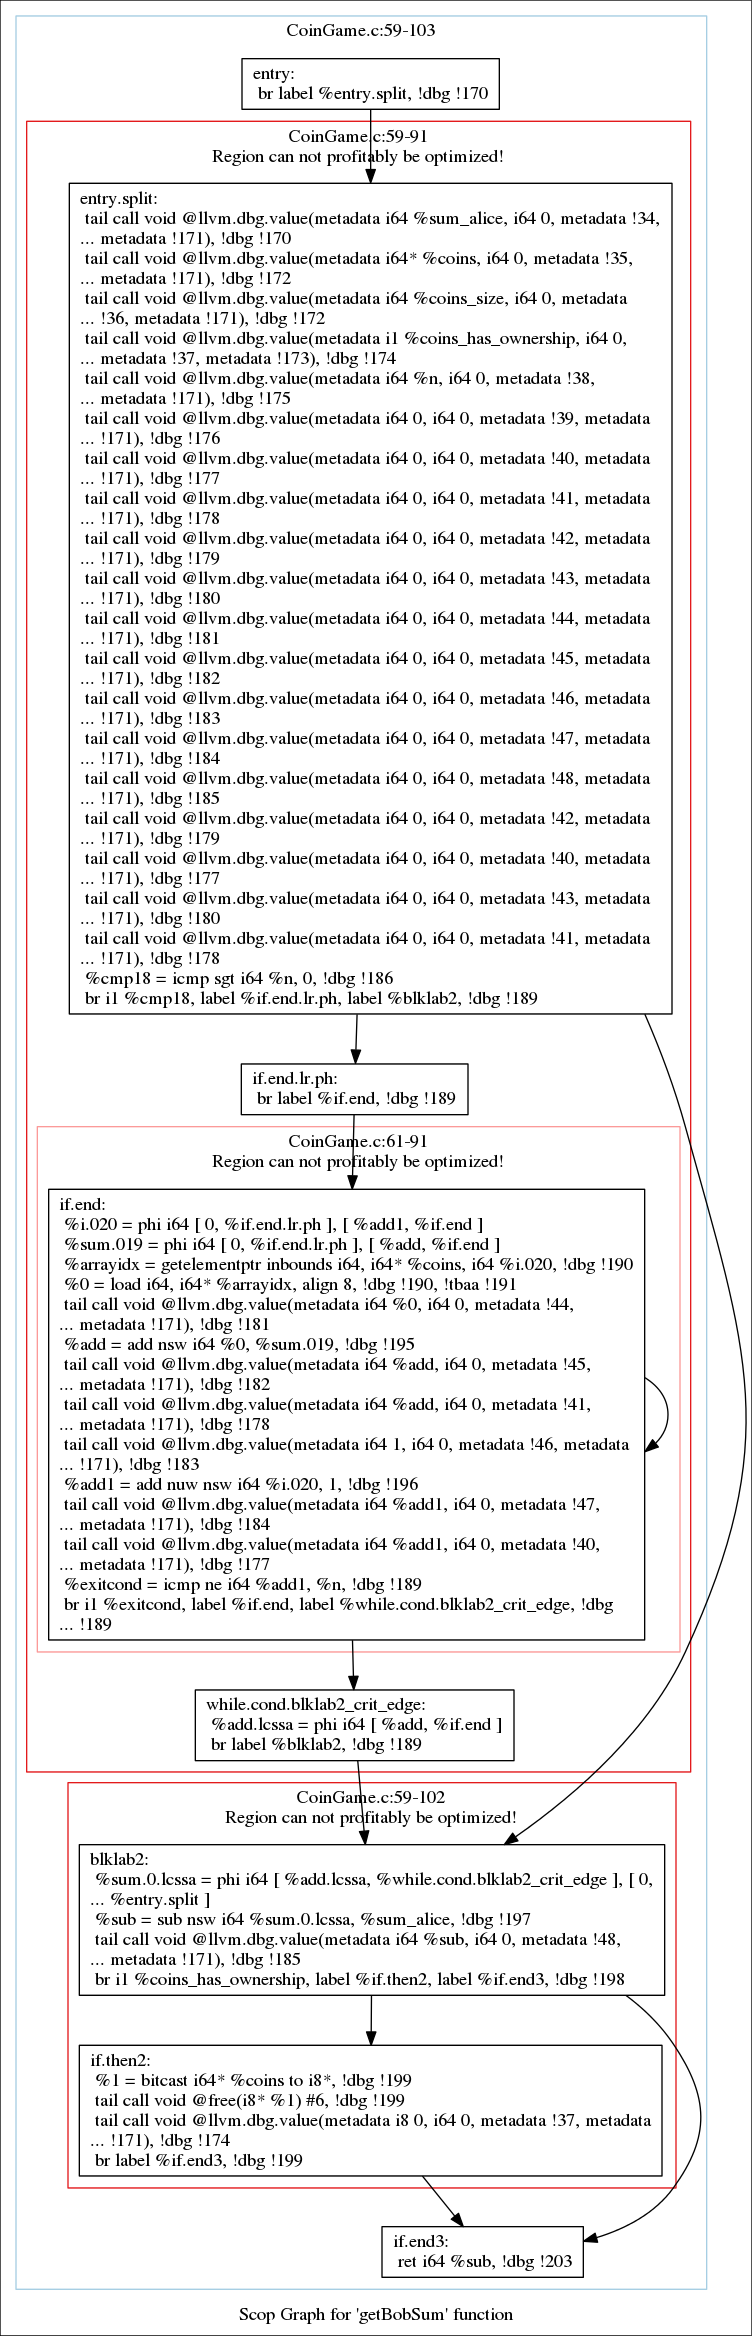 CoinGame.c:59-103
entry:
br label %entry.split, !dbg !170
CoinGame.c:59-91
Region can not profitably be optimized!
entry.split:
tail call void @llvm.dbg.value(metadata i64 %sum_alice, i64 0, metadata !34,
... metadata !171), !dbg !170
tail call void @llvm.dbg.value(metadata i64* %coins, i64 0, metadata !35,
... metadata !171), !dbg !172
tail call void @llvm.dbg.value(metadata i64 %coins_size, i64 0, metadata
... !36, metadata !171), !dbg !172
tail call void @llvm.dbg.value(metadata i1 %coins_has_ownership, i64 0,
... metadata !37, metadata !173), !dbg !174
tail call void @llvm.dbg.value(metadata i64 %n, i64 0, metadata !38,
... metadata !171), !dbg !175
tail call void @llvm.dbg.value(metadata i64 0, i64 0, metadata !39, metadata
... !171), !dbg !176
tail call void @llvm.dbg.value(metadata i64 0, i64 0, metadata !40, metadata
... !171), !dbg !177
tail call void @llvm.dbg.value(metadata i64 0, i64 0, metadata !41, metadata
... !171), !dbg !178
tail call void @llvm.dbg.value(metadata i64 0, i64 0, metadata !42, metadata
... !171), !dbg !179
tail call void @llvm.dbg.value(metadata i64 0, i64 0, metadata !43, metadata
... !171), !dbg !180
tail call void @llvm.dbg.value(metadata i64 0, i64 0, metadata !44, metadata
... !171), !dbg !181
tail call void @llvm.dbg.value(metadata i64 0, i64 0, metadata !45, metadata
... !171), !dbg !182
tail call void @llvm.dbg.value(metadata i64 0, i64 0, metadata !46, metadata
... !171), !dbg !183
tail call void @llvm.dbg.value(metadata i64 0, i64 0, metadata !47, metadata
... !171), !dbg !184
tail call void @llvm.dbg.value(metadata i64 0, i64 0, metadata !48, metadata
... !171), !dbg !185
tail call void @llvm.dbg.value(metadata i64 0, i64 0, metadata !42, metadata
... !171), !dbg !179
tail call void @llvm.dbg.value(metadata i64 0, i64 0, metadata !40, metadata
... !171), !dbg !177
tail call void @llvm.dbg.value(metadata i64 0, i64 0, metadata !43, metadata
... !171), !dbg !180
tail call void @llvm.dbg.value(metadata i64 0, i64 0, metadata !41, metadata
... !171), !dbg !178
%cmp18 = icmp sgt i64 %n, 0, !dbg !186
br i1 %cmp18, label %if.end.lr.ph, label %blklab2, !dbg !189
if.end.lr.ph:
br label %if.end, !dbg !189
CoinGame.c:61-91
Region can not profitably be optimized!
if.end:
%i.020 = phi i64 [ 0, %if.end.lr.ph ], [ %add1, %if.end ]
%sum.019 = phi i64 [ 0, %if.end.lr.ph ], [ %add, %if.end ]
%arrayidx = getelementptr inbounds i64, i64* %coins, i64 %i.020, !dbg !190
%0 = load i64, i64* %arrayidx, align 8, !dbg !190, !tbaa !191
tail call void @llvm.dbg.value(metadata i64 %0, i64 0, metadata !44,
... metadata !171), !dbg !181
%add = add nsw i64 %0, %sum.019, !dbg !195
tail call void @llvm.dbg.value(metadata i64 %add, i64 0, metadata !45,
... metadata !171), !dbg !182
tail call void @llvm.dbg.value(metadata i64 %add, i64 0, metadata !41,
... metadata !171), !dbg !178
tail call void @llvm.dbg.value(metadata i64 1, i64 0, metadata !46, metadata
... !171), !dbg !183
%add1 = add nuw nsw i64 %i.020, 1, !dbg !196
tail call void @llvm.dbg.value(metadata i64 %add1, i64 0, metadata !47,
... metadata !171), !dbg !184
tail call void @llvm.dbg.value(metadata i64 %add1, i64 0, metadata !40,
... metadata !171), !dbg !177
%exitcond = icmp ne i64 %add1, %n, !dbg !189
br i1 %exitcond, label %if.end, label %while.cond.blklab2_crit_edge, !dbg
... !189
while.cond.blklab2_crit_edge:
%add.lcssa = phi i64 [ %add, %if.end ]
br label %blklab2, !dbg !189
CoinGame.c:59-102
Region can not profitably be optimized!
blklab2:
%sum.0.lcssa = phi i64 [ %add.lcssa, %while.cond.blklab2_crit_edge ], [ 0,
... %entry.split ]
%sub = sub nsw i64 %sum.0.lcssa, %sum_alice, !dbg !197
tail call void @llvm.dbg.value(metadata i64 %sub, i64 0, metadata !48,
... metadata !171), !dbg !185
br i1 %coins_has_ownership, label %if.then2, label %if.end3, !dbg !198
if.then2:
%1 = bitcast i64* %coins to i8*, !dbg !199
tail call void @free(i8* %1) #6, !dbg !199
tail call void @llvm.dbg.value(metadata i8 0, i64 0, metadata !37, metadata
... !171), !dbg !174
br label %if.end3, !dbg !199
if.end3:
ret i64 %sub, !dbg !203
Scop Graph for 'getBobSum' function